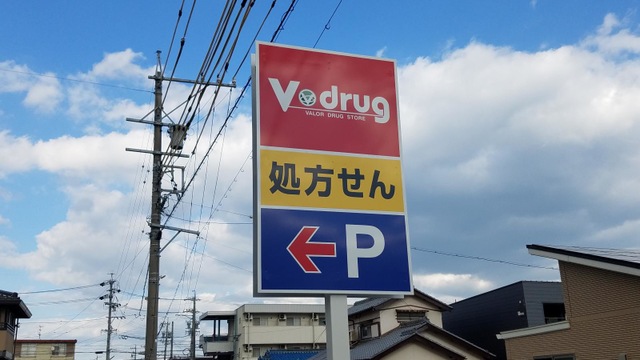 V drug
VALOR DRUG STORE
処方せん
P